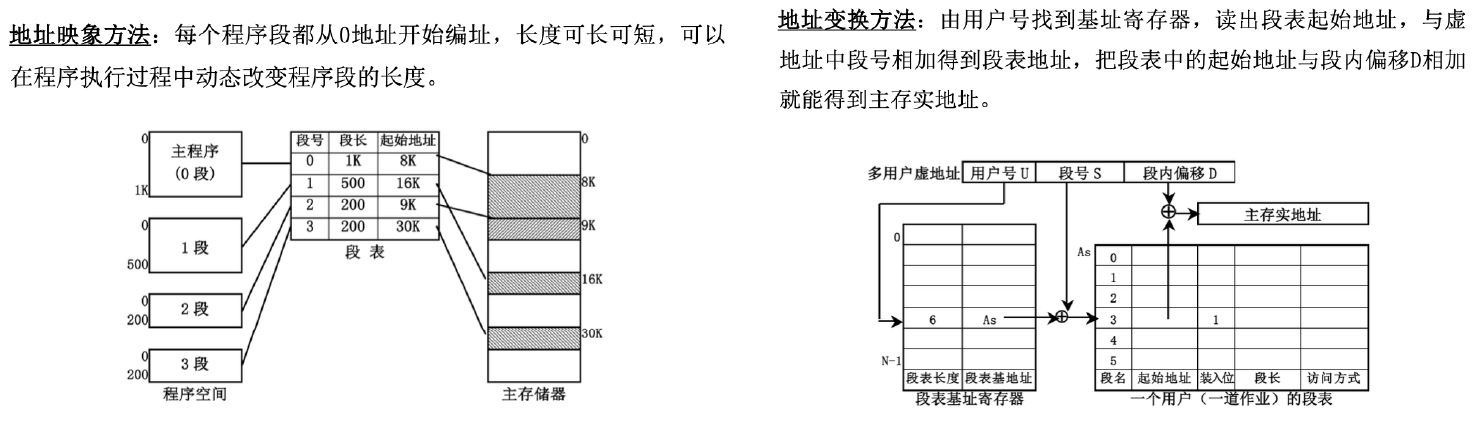 地址映象方法：每个程序段都从0地址开始编址，长度可长可短，可以
在程序执行过程中动态改变程序段的长度。
0
主程序
(0 段)
1K
0
1 段
500
0
2 段
200
0
3 段
200
程序空间
段号 段长 起始地址
0 1K 8K
1 500 16K
2 200 9K
3 200 30K
段 表
0
8K
9K
16K
30K
主存储器
地址变换方法：由用户号找到基址寄存器，读出段表起始地址，与虚
地址中段号相加得到段表地址，把段表中的起始地址与段内偏移D相加
就能得到主存实地址。
多用户虚地址 用户号 U 段号 S 段内偏移 D
主存实地址
0
6 As
N-1
段表长度 段表基地址
段表基址寄存器
As
0
1
2
3 1
4
5
段名 起始地址 装入位 段长 访问方式
一个用户（一道作业）的段表